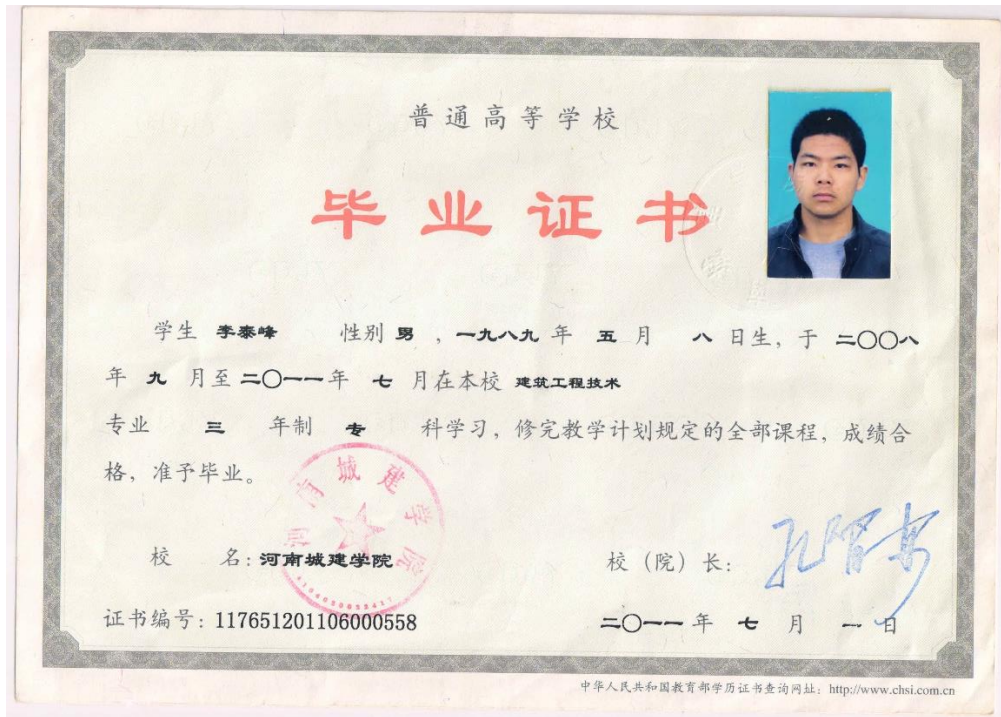 普通高等学校
毕业证书
学生 李泰峰 性别 男 ，一九八九 年 五 月 八 日生，于 二〇〇八
年 九 月至 二〇一一 年 七 月在本校 建筑工程技术
专业 三 年制 专 科学习，修完教学计划规定的全部课程，成绩合
格，准予毕业。
河南城建学院
校 名：河南城建学院
校（院）长：
证书编号：117651201106000558
二〇一一 年 七 月 一 日
中华人民共和国教育部学历证书查询网址：http://www.chsi.com.cn